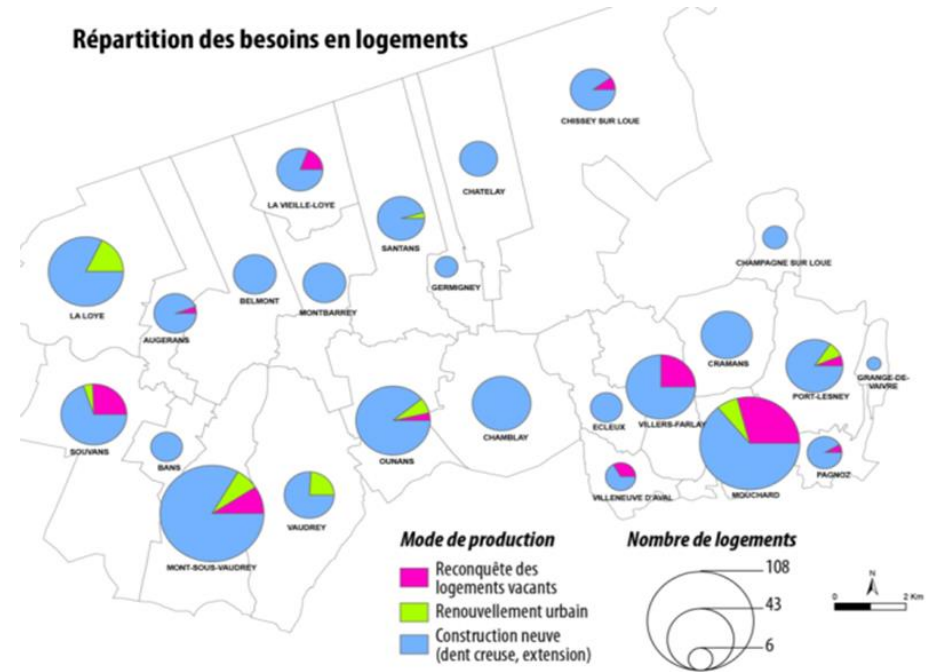 Répartition des besoins en logements
CHISSEY SUR LOUE
CHATELAY
LA VIEILLE-LOYE
SANTANS
CHAMPAGNE SUR LOUE
GERMIGNEY
BELMONT
MONTBARREY
LA LOYE
AUGERANS
CRAMANS
GRANGE-DE-
VAIVRE
PORT-LESNEY
VILLERS-FARLAY
ECLEUX
CHAMBLAY
OUNANS
SOUVANS
BANS
PAGNOZ
MOUCHARD
VILLENEUVE D'AVAL
VAUDREY
MONT-SOUS-VAUDREY
Mode de production
Reconquête des
logements vacants
Renouvellement urbain
Construction neuve
(dent creuse, extension)
Nombre de logements
108
43
6
N
0 2 Km